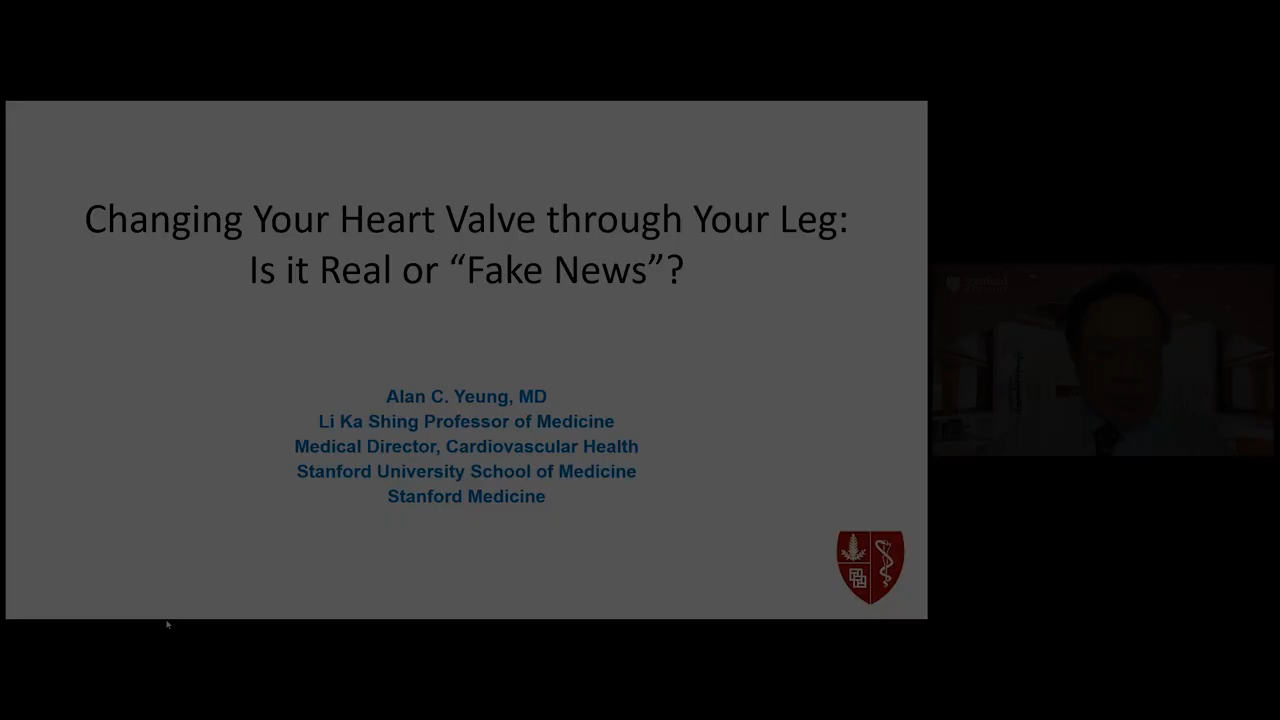 Changing Your Heart Valve through Your Leg:
Is it Real or “Fake News”?
Alan C. Yeung, MD
Li Ka Shing Professor of Medicine
Medical Director, Cardiovascular Health
Stanford University School of Medicine
Stanford Medicine